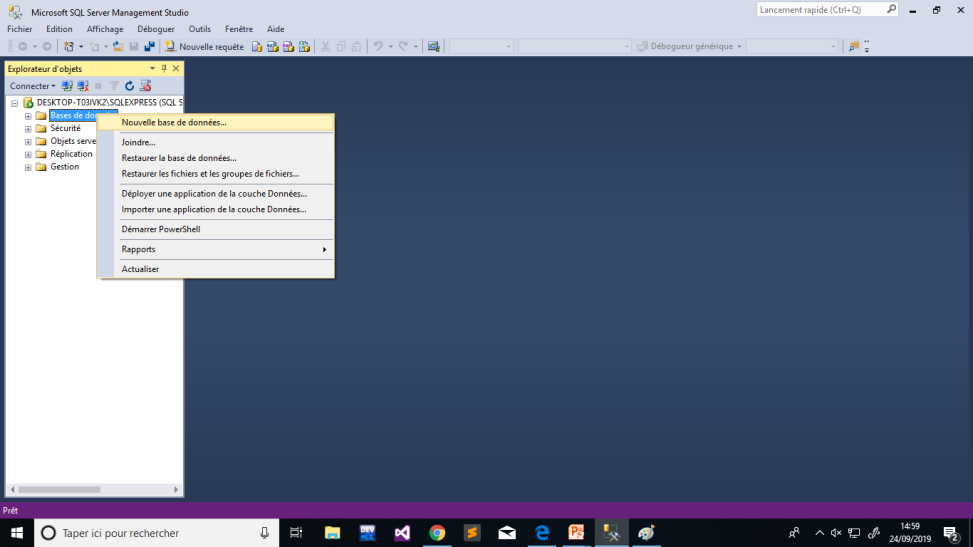 Microsoft SQL Server Management Studio
Lancement rapide (Ctrl+Q)
Fichier Edition Affichage Déboguer Outils Fenêtre Aide
Nouvelle requête
Débogueur générique
Explorateur d'objets
Connecter
DESKTOP-T03IVK2\SQLEXPRESS (SQL S
Bases de do
Nouvelle base de données...
Sécurité
Objets serve
Joindre...
Réplication
Restaurer la base de données...
Gestion
Restaurer les fichiers et les groupes de fichiers...
Déployer une application de la couche Données...
Importer une application de la couche Données...
Démarrer PowerShell
Rapports
Actualiser
Prêt
Taper ici pour rechercher
DEV
14:59
24/09/2019
2